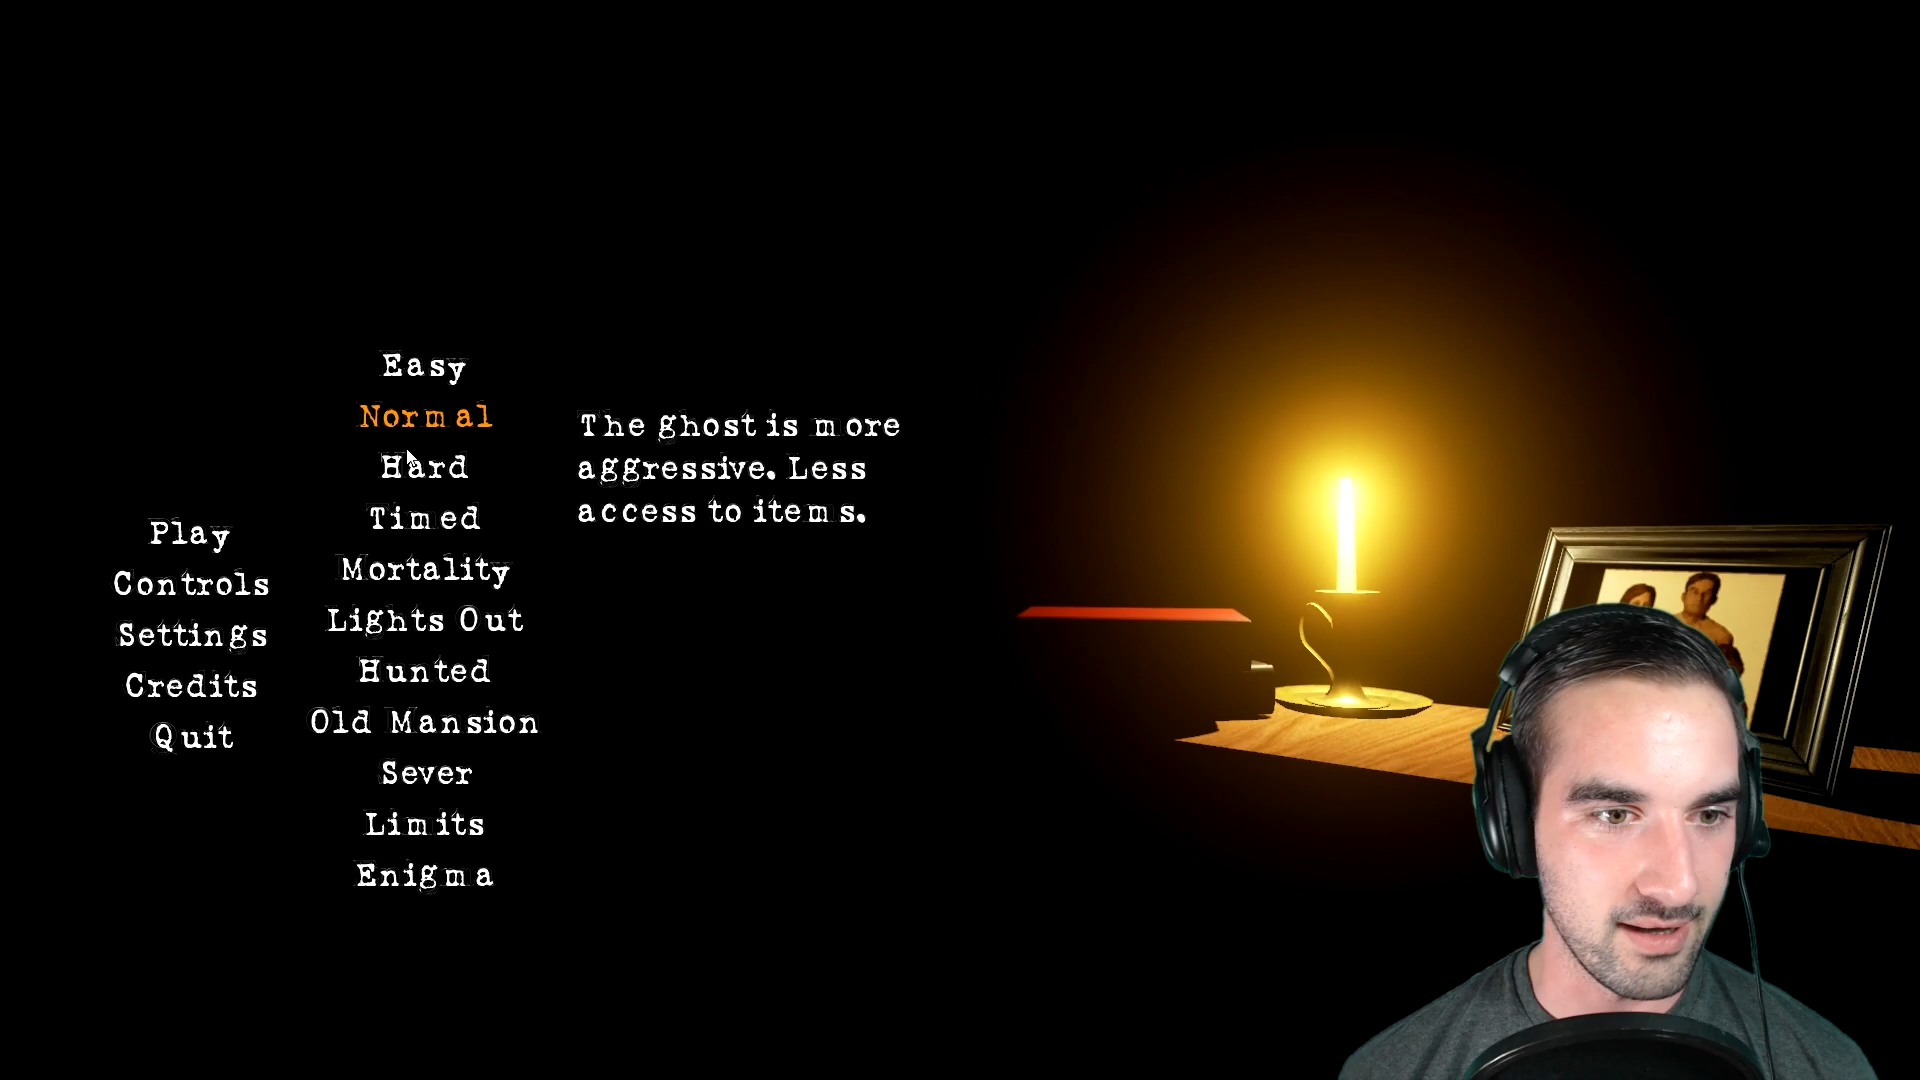 Play
Controls
Settings
Credits
Quit
Easy
Normal
Hard
Timed
Mortality
Lights Out
Hunted
Old Mansion
Sever
Limits
Enigma
The ghost is more
aggressive. Less
access to items.